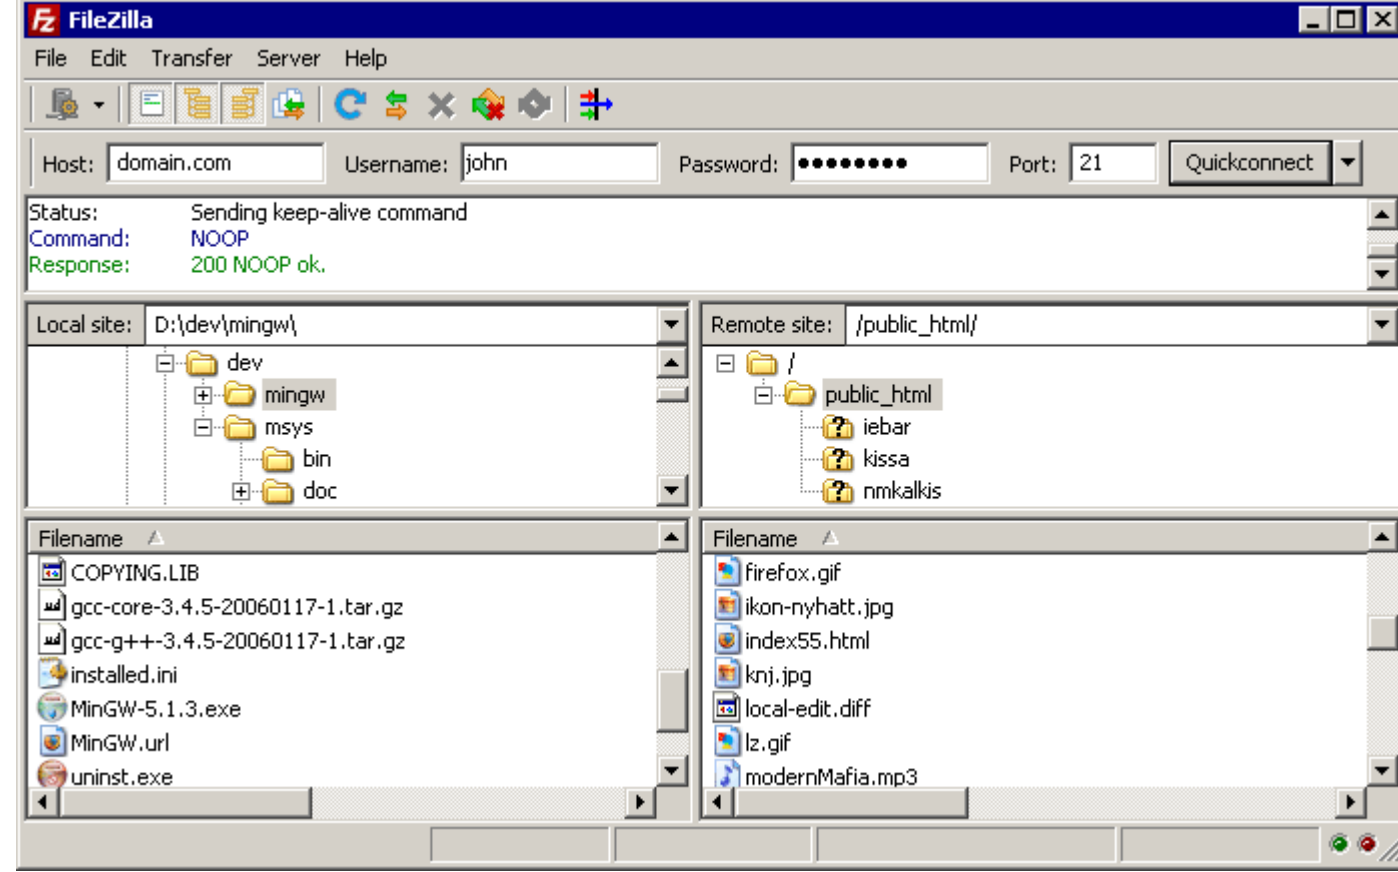 FileZilla
File Edit Transfer Server Help
Host: domain.com Username: john Password: ●●●●●●●● Port: 21 Quickconnect
Status: Sending keep-alive command
Command: NOOP
Response: 200 NOOP ok.
Local site: D:\dev\mingw\
dev
mingw
msys
bin
doc
Remote site: /public_html/
/
public_html
iebar
kissa
nmkalkis
Filename
COPYING.LIB
gcc-core-3.4.5-20060117-1.tar.gz
gcc-g++-3.4.5-20060117-1.tar.gz
installed.ini
MinGW-5.1.3.exe
MinGW.url
uninst.exe
Filename
firefox.gif
ikon-nyhatt.jpg
index55.html
knj.jpg
local-edit.diff
lz.gif
modernMafia.mp3